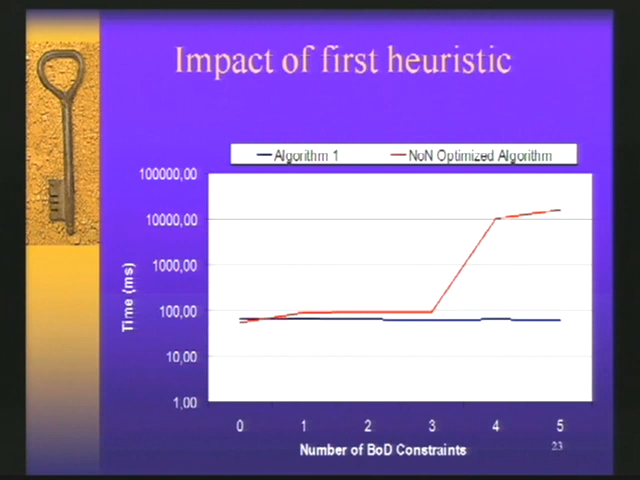 Impact of first heuristic
Algorithm 1
NoN Optimized Algorithm
100000,00
10000,00
1000,00
100,00
10,00
1,00
Time (ms)
0 1 2 3 4 5
Number of BoD Constraints
23